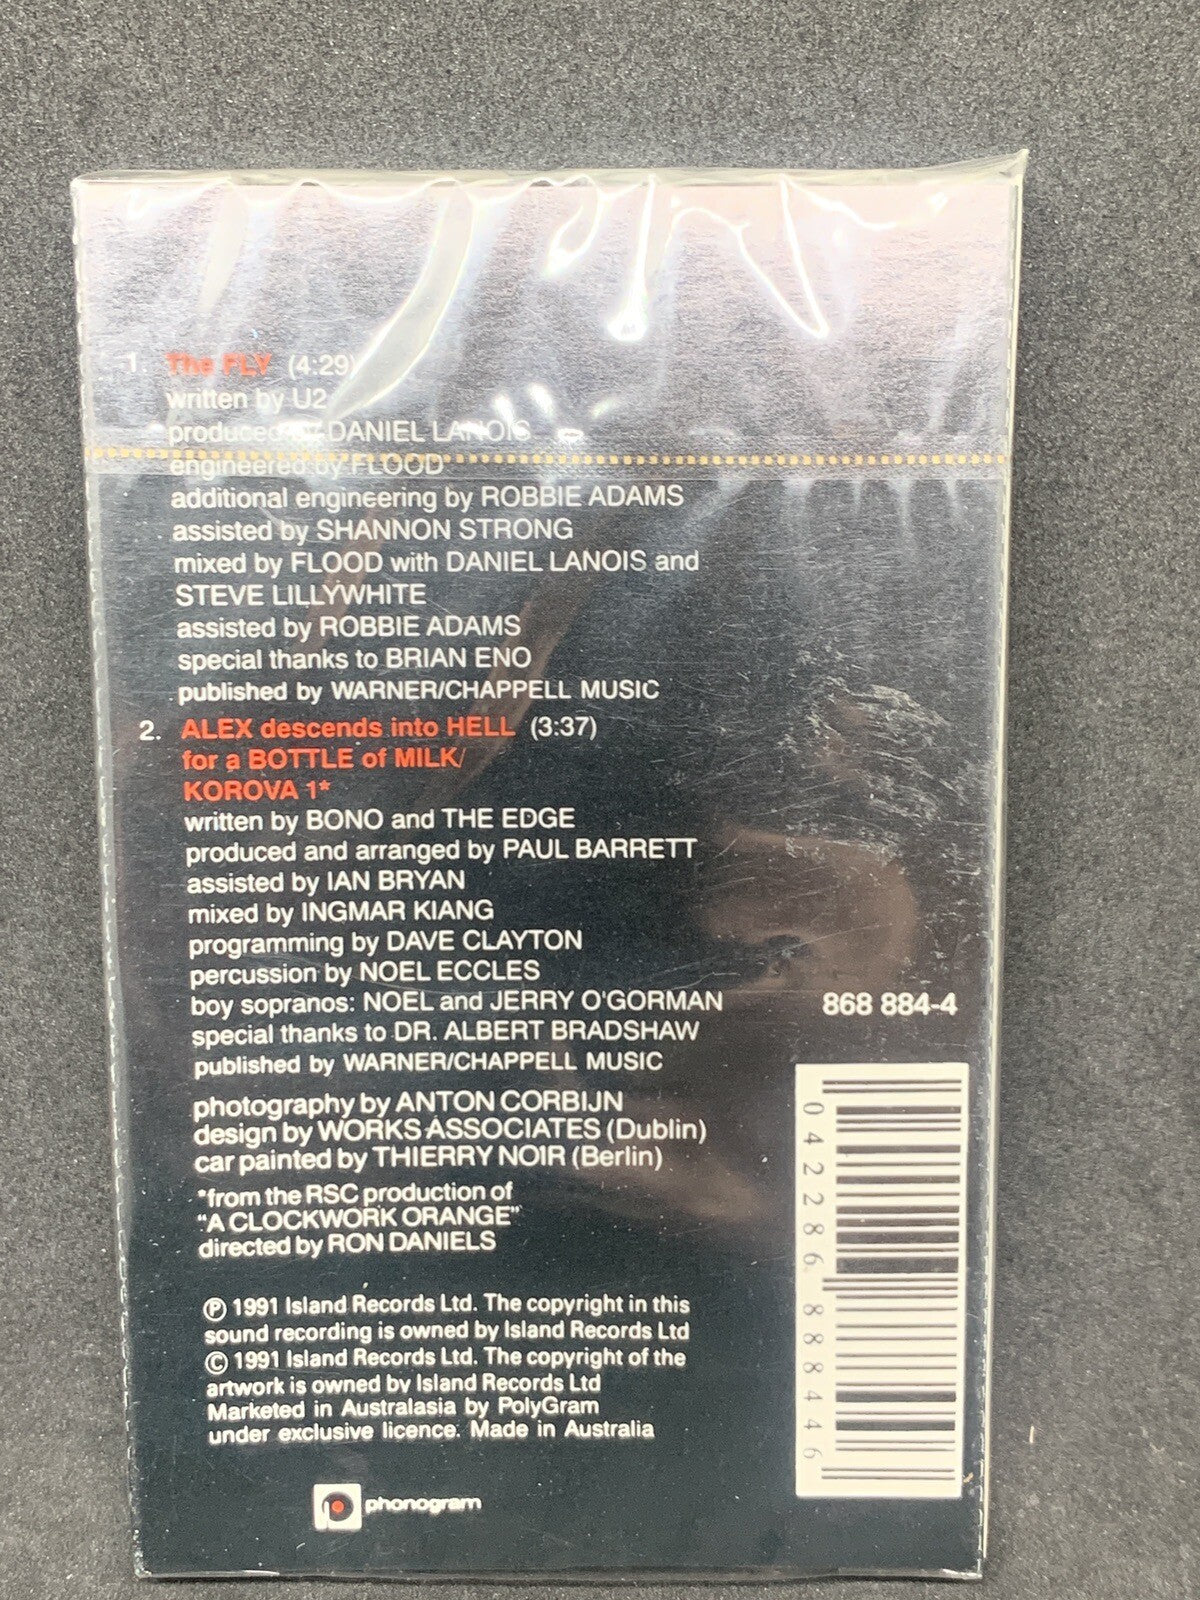 1. The FLY (4:29)
written by U2
produced by DANIEL LANOIS
engineered by FLOOD
additional engineering by ROBBIE ADAMS
assisted by SHANNON STRONG
mixed by FLOOD with DANIEL LANOIS and
STEVE LILLYWHITE
assisted by ROBBIE ADAMS
special thanks to BRIAN ENO
published by WARNER/CHAPPELL MUSIC
2. ALEX descends into HELL (3:37)
for a BOTTLE of MILK/
KOROVA 1*
written by BONO and THE EDGE
produced and arranged by PAUL BARRETT
assisted by IAN BRYAN
mixed by INGMAR KIANG
programming by DAVE CLAYTON
percussion by NOEL ECCLES
boy sopranos: NOEL and JERRY O'GORMAN
special thanks to DR. ALBERT BRADSHAW
published by WARNER/CHAPPELL MUSIC
photography by ANTON CORBIJN
design by WORKS ASSOCIATES (Dublin)
car painted by THIERRY NOIR (Berlin)
*from the RSC production of
"A CLOCKWORK ORANGE"
directed by RON DANIELS
℗ 1991 Island Records Ltd. The copyright in this
sound recording is owned by Island Records Ltd
© 1991 Island Records Ltd. The copyright of the
artwork is owned by Island Records Ltd
Marketed in Australasia by PolyGram
under exclusive licence. Made in Australia
phonogram
868 884-4
042286 888446